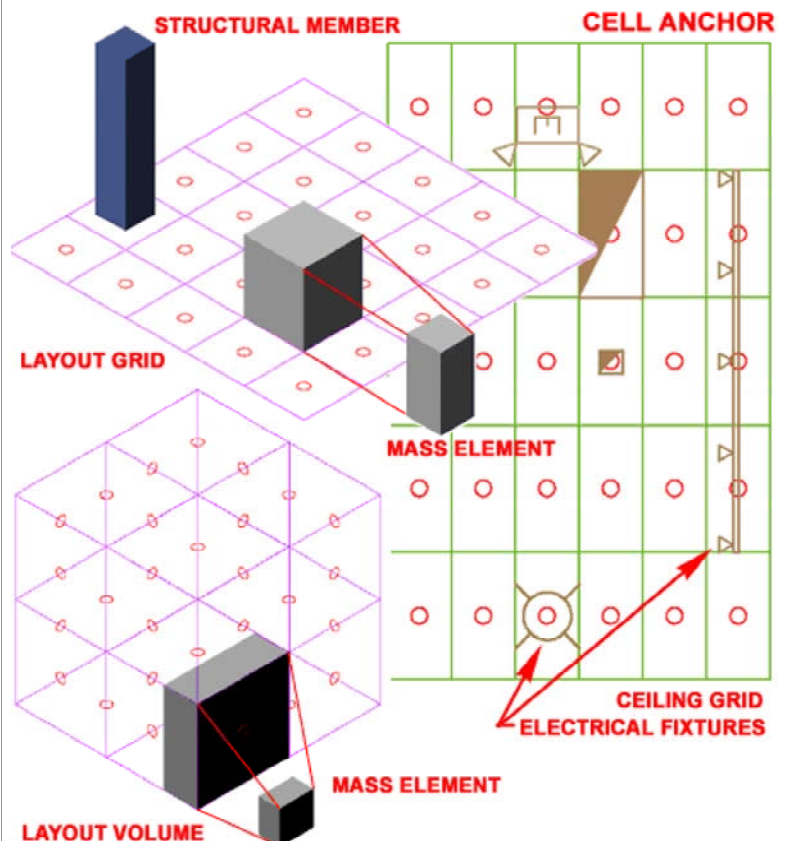 STRUCTURAL MEMBER
CELL ANCHOR
E
LAYOUT GRID
MASS ELEMENT
CEILING GRID
ELECTRICAL FIXTURES
MASS ELEMENT
LAYOUT VOLUME